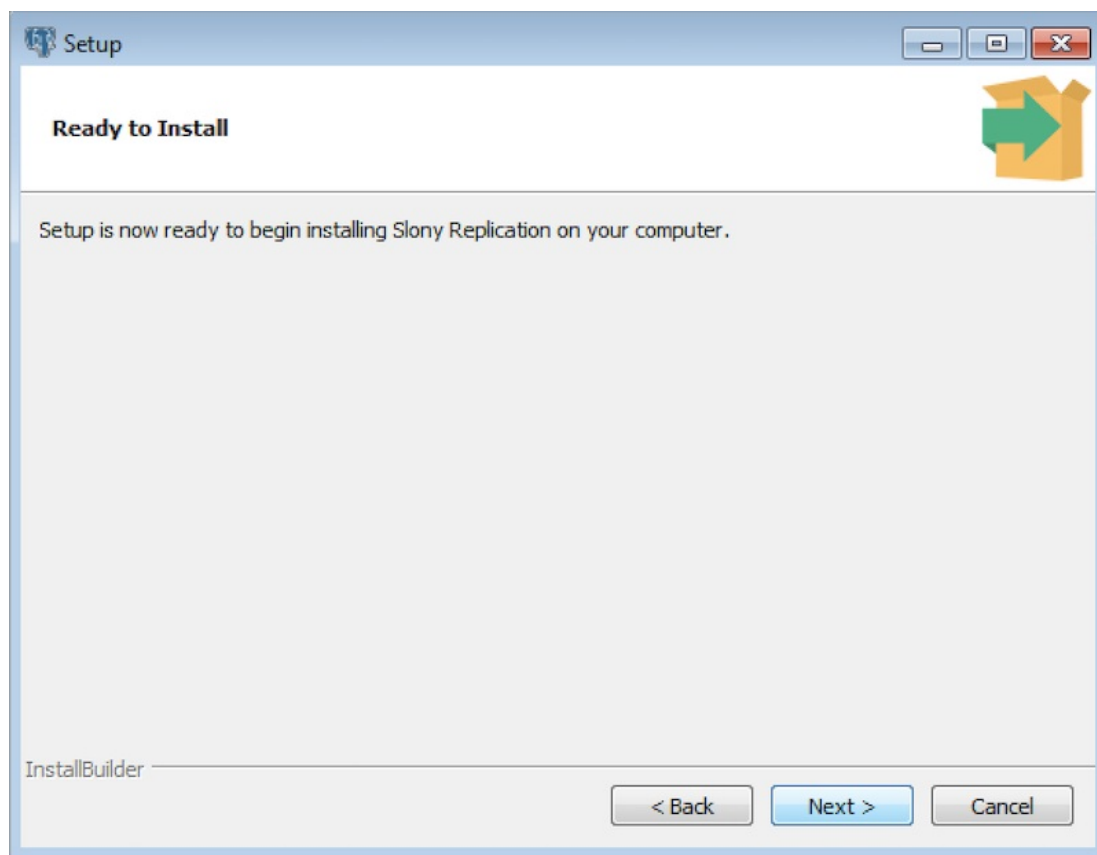 Setup
Ready to Install
Setup is now ready to begin installing Slony Replication on your computer.
InstallBuilder
< Back
Next >
Cancel